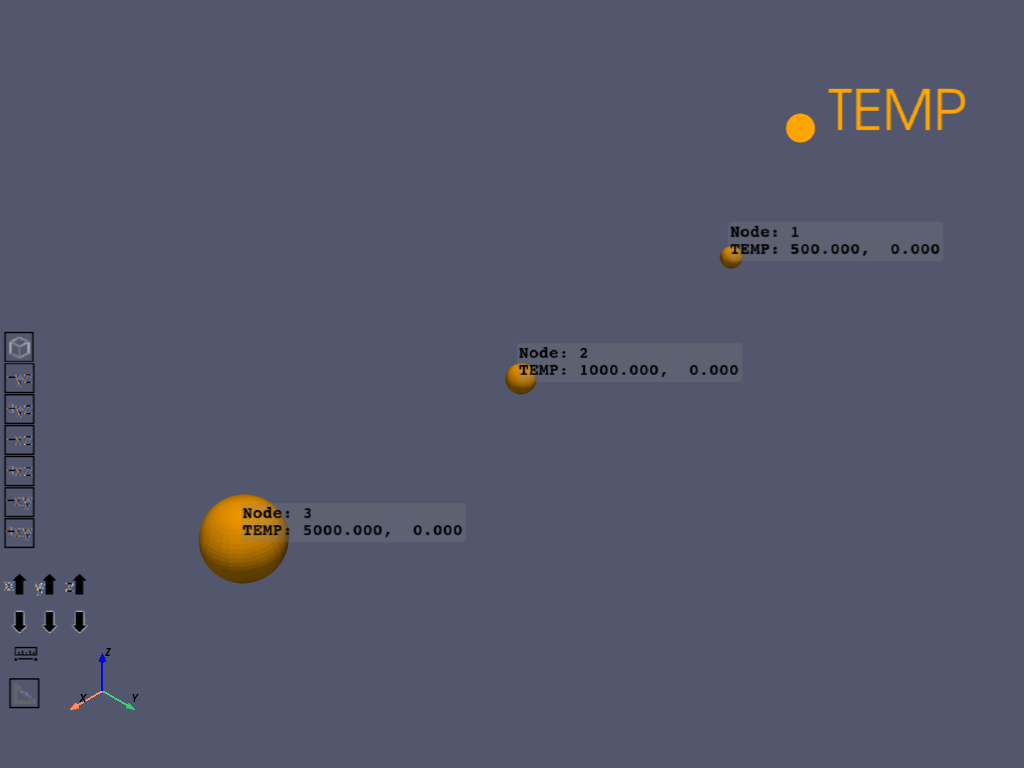 TEMP
Node: 1
TEMP: 500.000,  0.000
Node: 2
TEMP: 1000.000,  0.000
Node: 3
TEMP: 5000.000,  0.000
-yz
+yz
-xz
+xz
-xy
+xy
x y z
Z
X Y